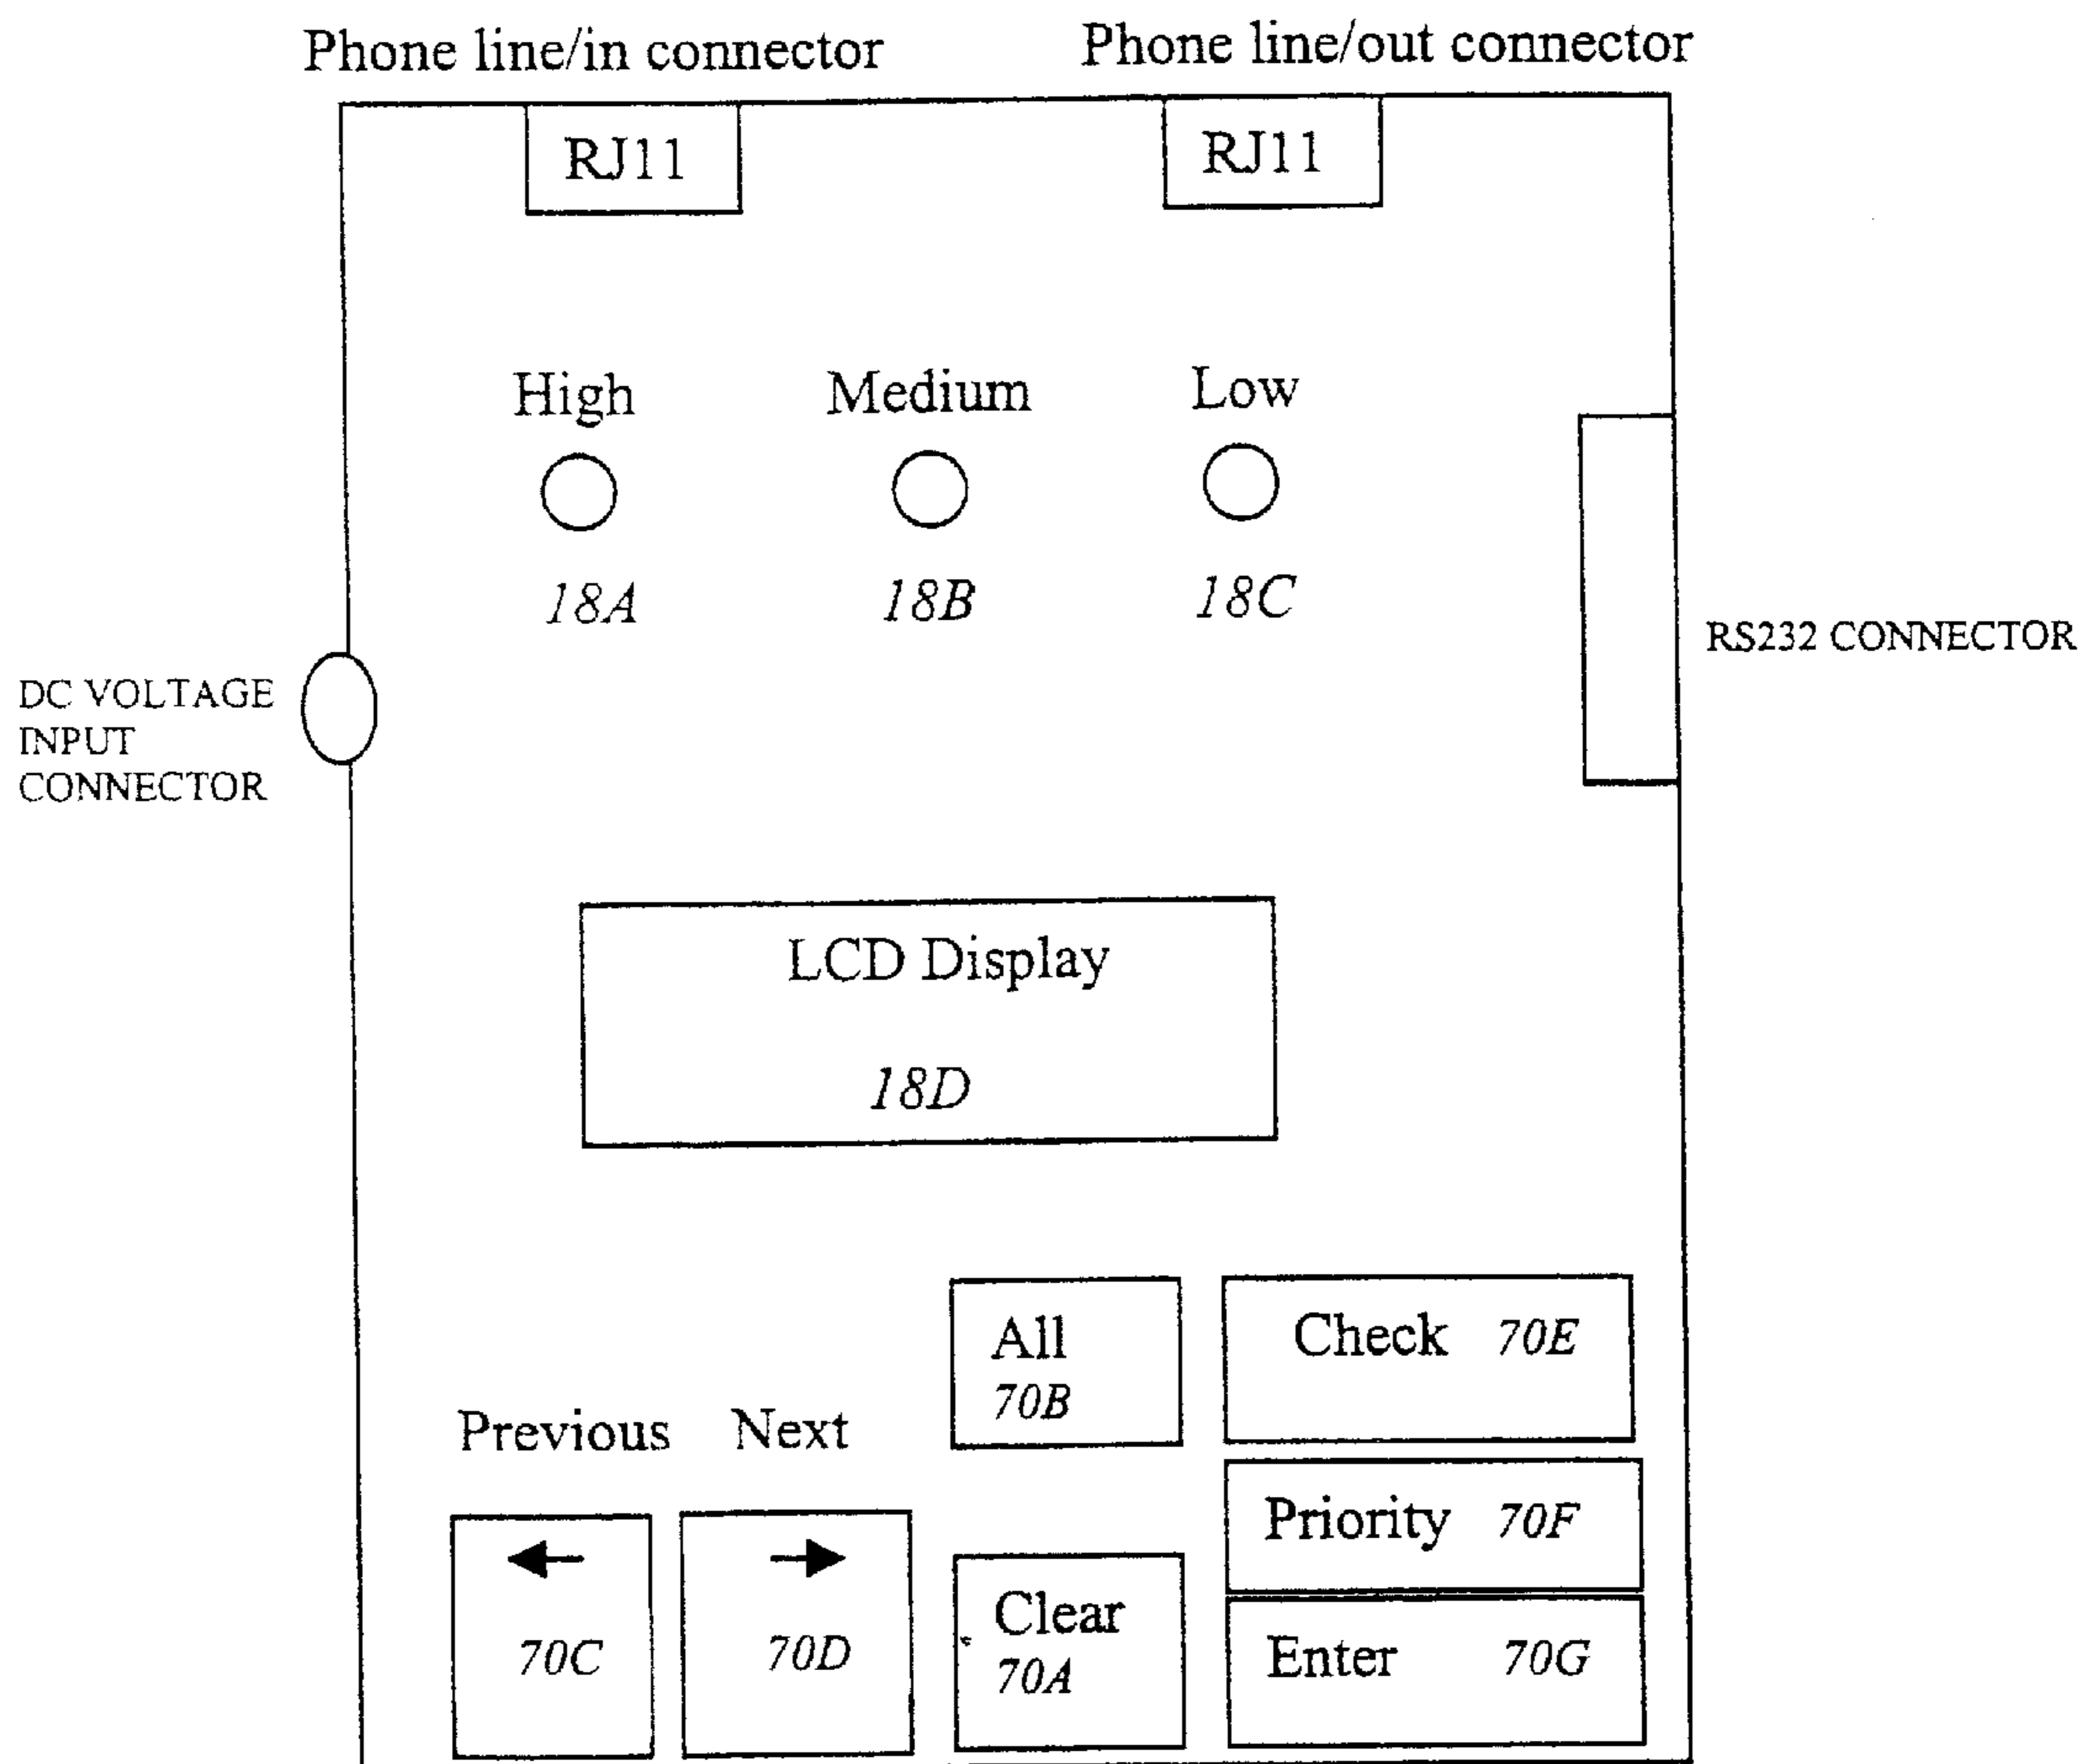 Phone line/in connector
Phone line/out connector
RJ11
RJ11
High
Medium
Low
18A
18B
18C
RS232 CONNECTOR
DC VOLTAGE
INPUT
CONNECTOR
LCD Display
18D
All
70B
Check 70E
Previous
Next
Priority 70F
70C
70D
Clear
70A
Enter 70G